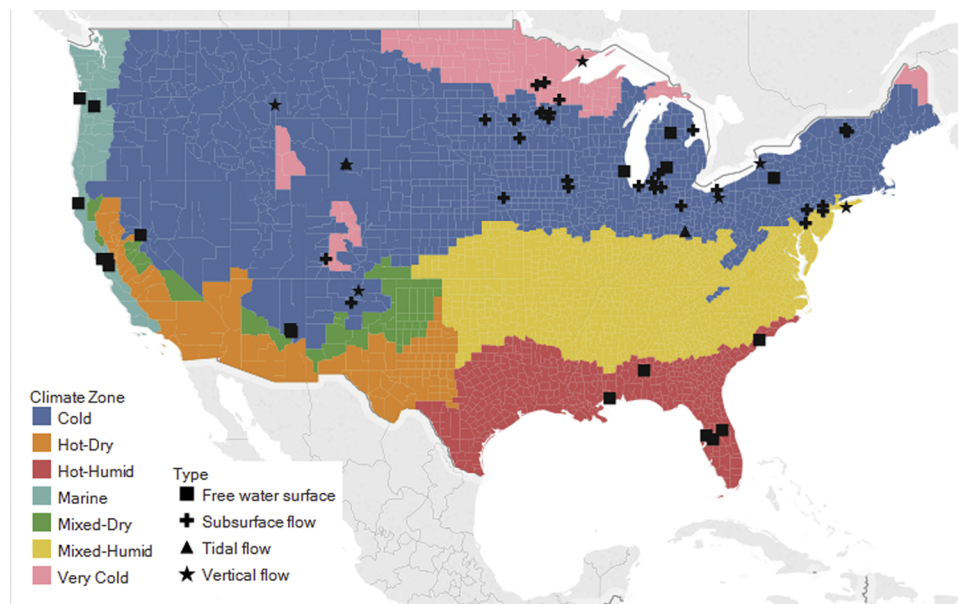 Climate Zone
Cold
Hot-Dry
Hot-Humid
Marine
Mixed-Dry
Mixed-Humid
Very Cold
Type
Free water surface
Subsurface flow
Tidal flow
Vertical flow